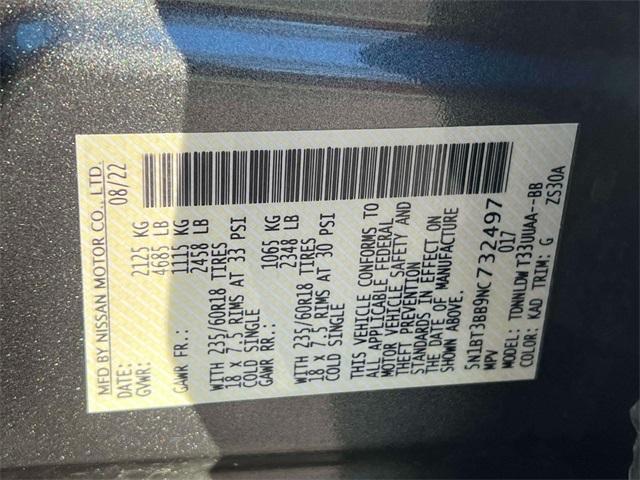 MFD BY NISSAN MOTOR CO., LTD.
DATE: 08/22
GVWR: 2125 KG
4685 LB
GAWR FR.: 1115 KG
2458 LB
WITH 235/60R18 TIRES
18 x 7.5 RIMS AT 33 PSI
COLD SINGLE
GAWR RR.: 1065 KG
2348 LB
WITH 235/60R18 TIRES
18 x 7.5 RIMS AT 30 PSI
COLD SINGLE
THIS VEHICLE CONFORMS TO
ALL APPLICABLE FEDERAL
MOTOR VEHICLE SAFETY AND
THEFT PREVENTION
STANDARDS IN EFFECT ON
THE DATE OF MANUFACTURE
SHOWN ABOVE.
5N1BT3BB9NC732497
MPV 017
MODEL: TDWNLDW T33UUAA--BB
COLOR: KAD TRIM: G ZS30A